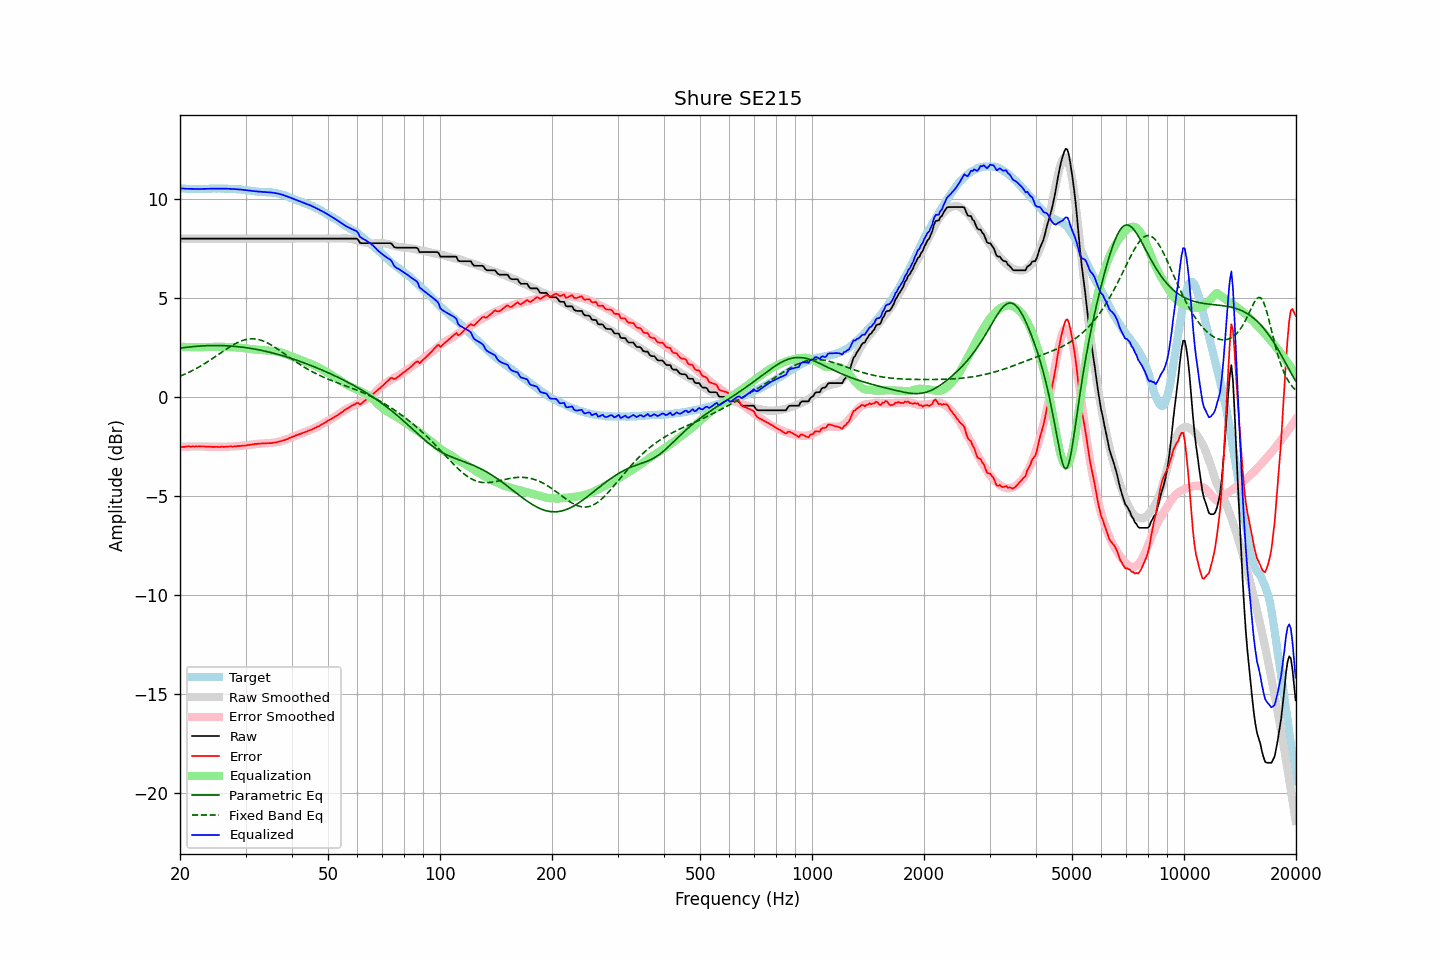 Shure SE215
Amplitude (dBr)
10
5
0
−5
−10
−15
−20
Target
Raw Smoothed
Error Smoothed
Raw
Error
Equalization
Parametric Eq
Fixed Band Eq
Equalized
20 50 100 200 500 1000 2000 5000 10000 20000
Frequency (Hz)